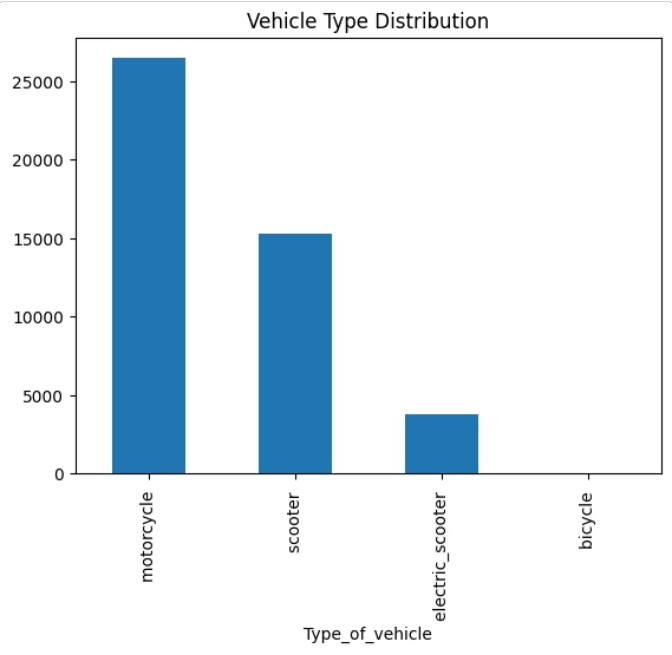 Vehicle Type Distribution
25000
20000
15000
10000
5000
0
motorcycle
scooter
electric_scooter
bicycle
Type_of_vehicle